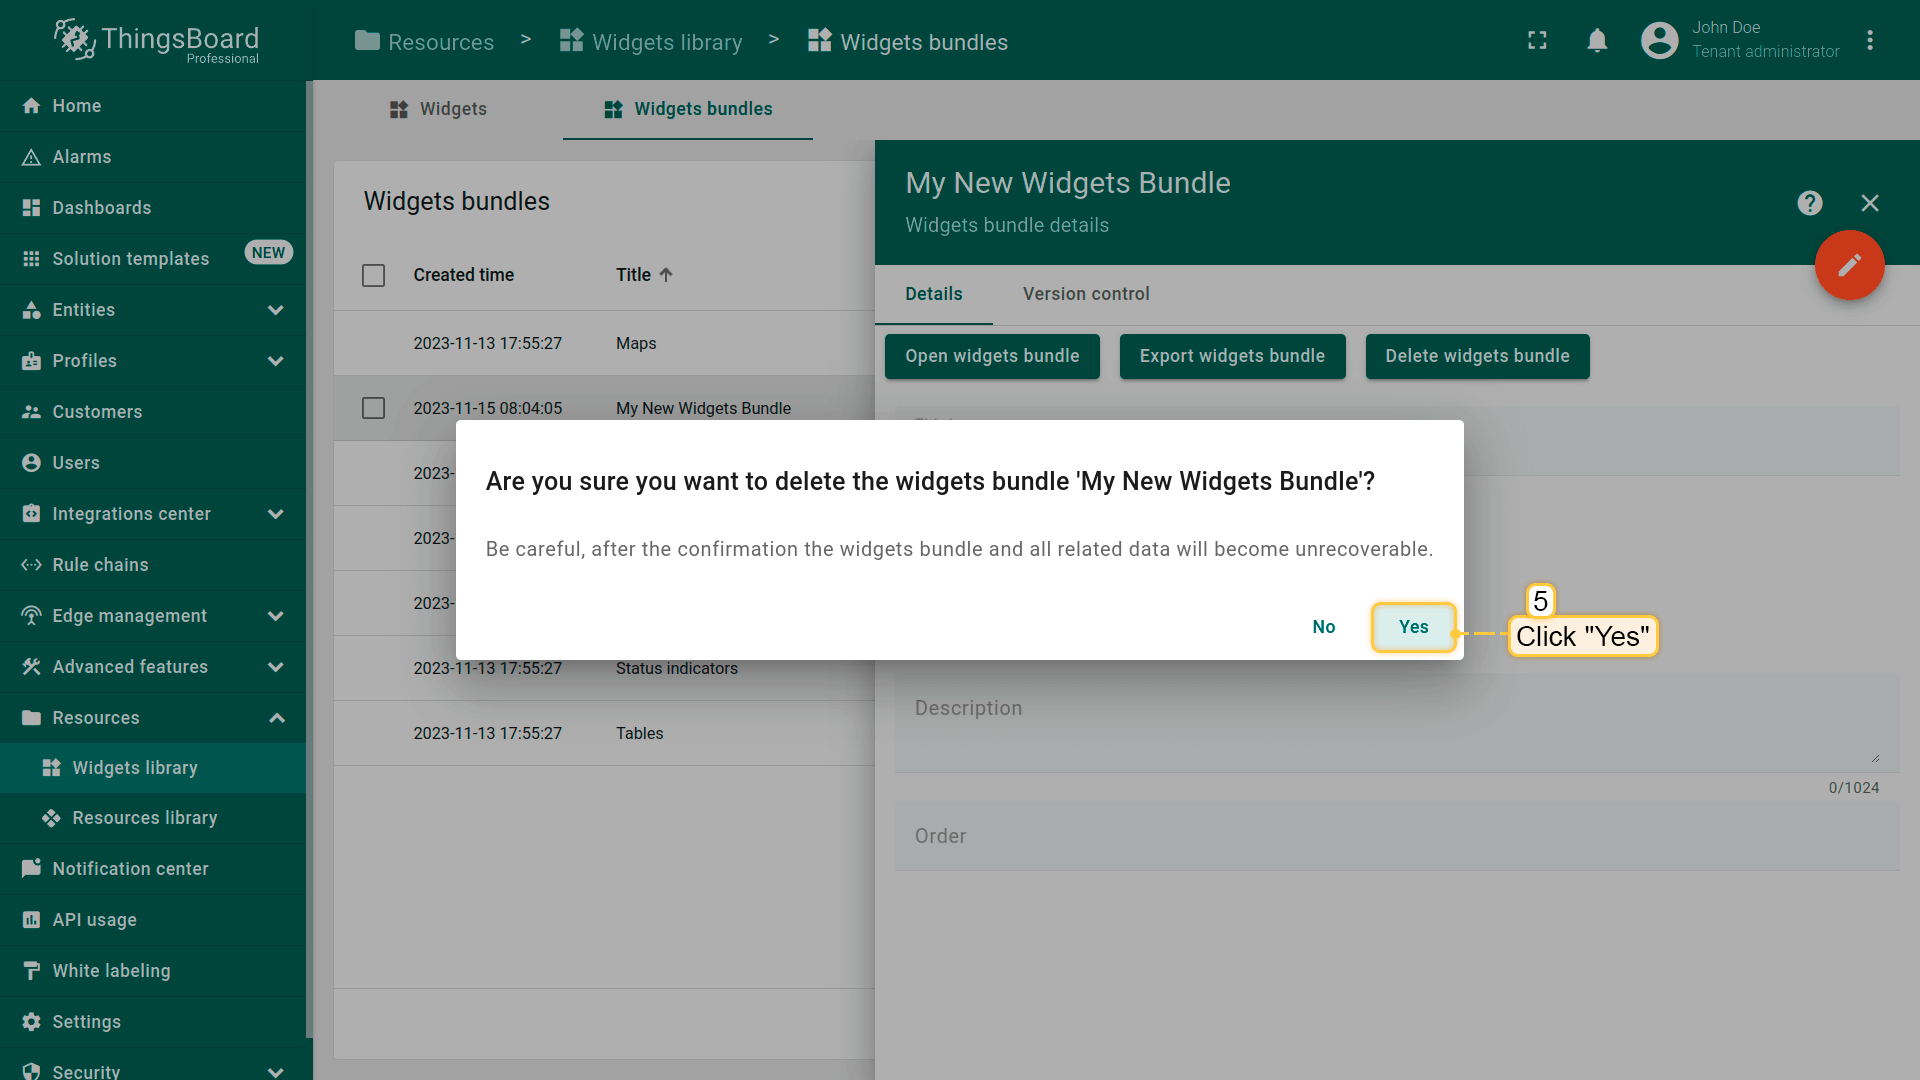 ThingsBoard
Professional
Resources > Widgets library > Widgets bundles
John Doe
Tenant administrator
Home
Alarms
Dashboards
Solution templates NEW
Entities
Profiles
Customers
Users
Integrations center
Rule chains
Edge management
Advanced features
Resources
Widgets library
Resources library
Notification center
API usage
White labeling
Settings
Security
Widgets Widgets bundles
Widgets bundles
Created time Title
2023-11-13 17:55:27 Maps
2023-11-15 08:04:05 My New Widgets Bundle
2023-
2023-
2023-
2023-11-13 17:55:27 Status indicators
2023-11-13 17:55:27 Tables
My New Widgets Bundle
Widgets bundle details
Details Version control
Open widgets bundle Export widgets bundle Delete widgets bundle
Are you sure you want to delete the widgets bundle 'My New Widgets Bundle'?
Be careful, after the confirmation the widgets bundle and all related data will become unrecoverable.
No Yes
5
Click "Yes"
Description
0/1024
Order